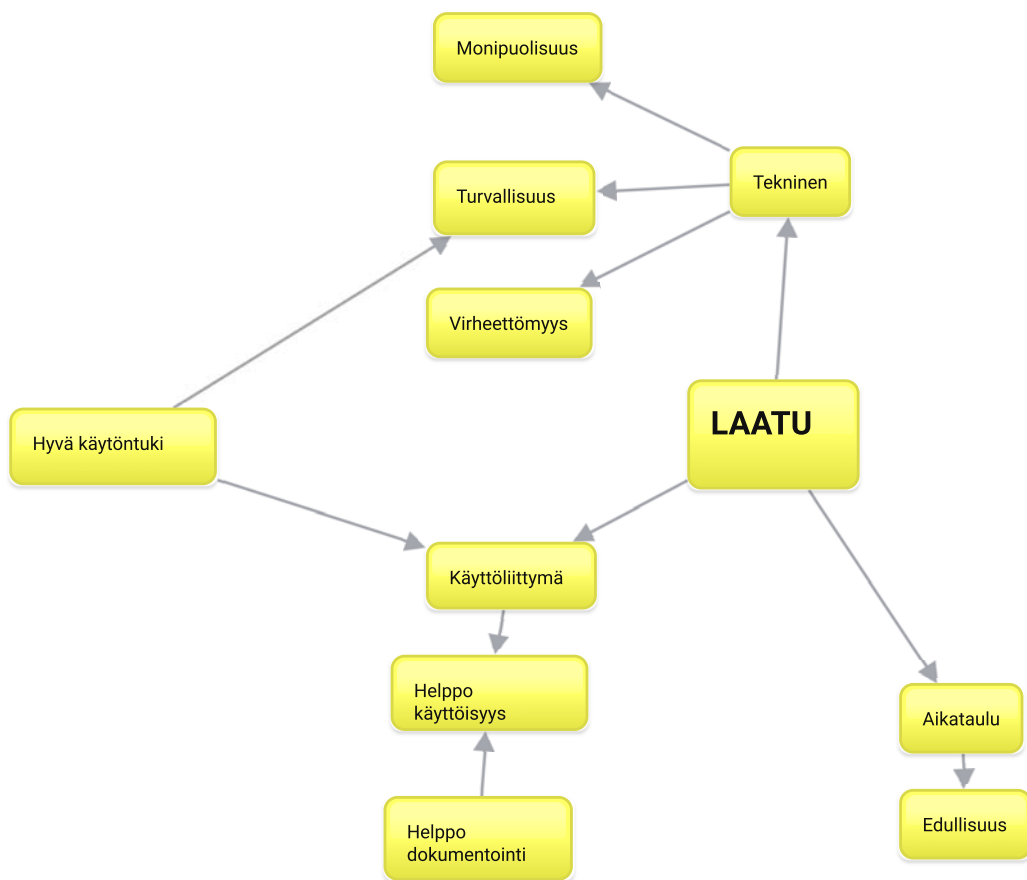 Monipuolisuus
Tekninen
Turvallisuus
Virheettömyys
LAATU
Hyvä käytöntuki
Käyttöliittymä
Helppo
käyttöisyys
Aikataulu
Edullisuus
Helppo
dokumentointi